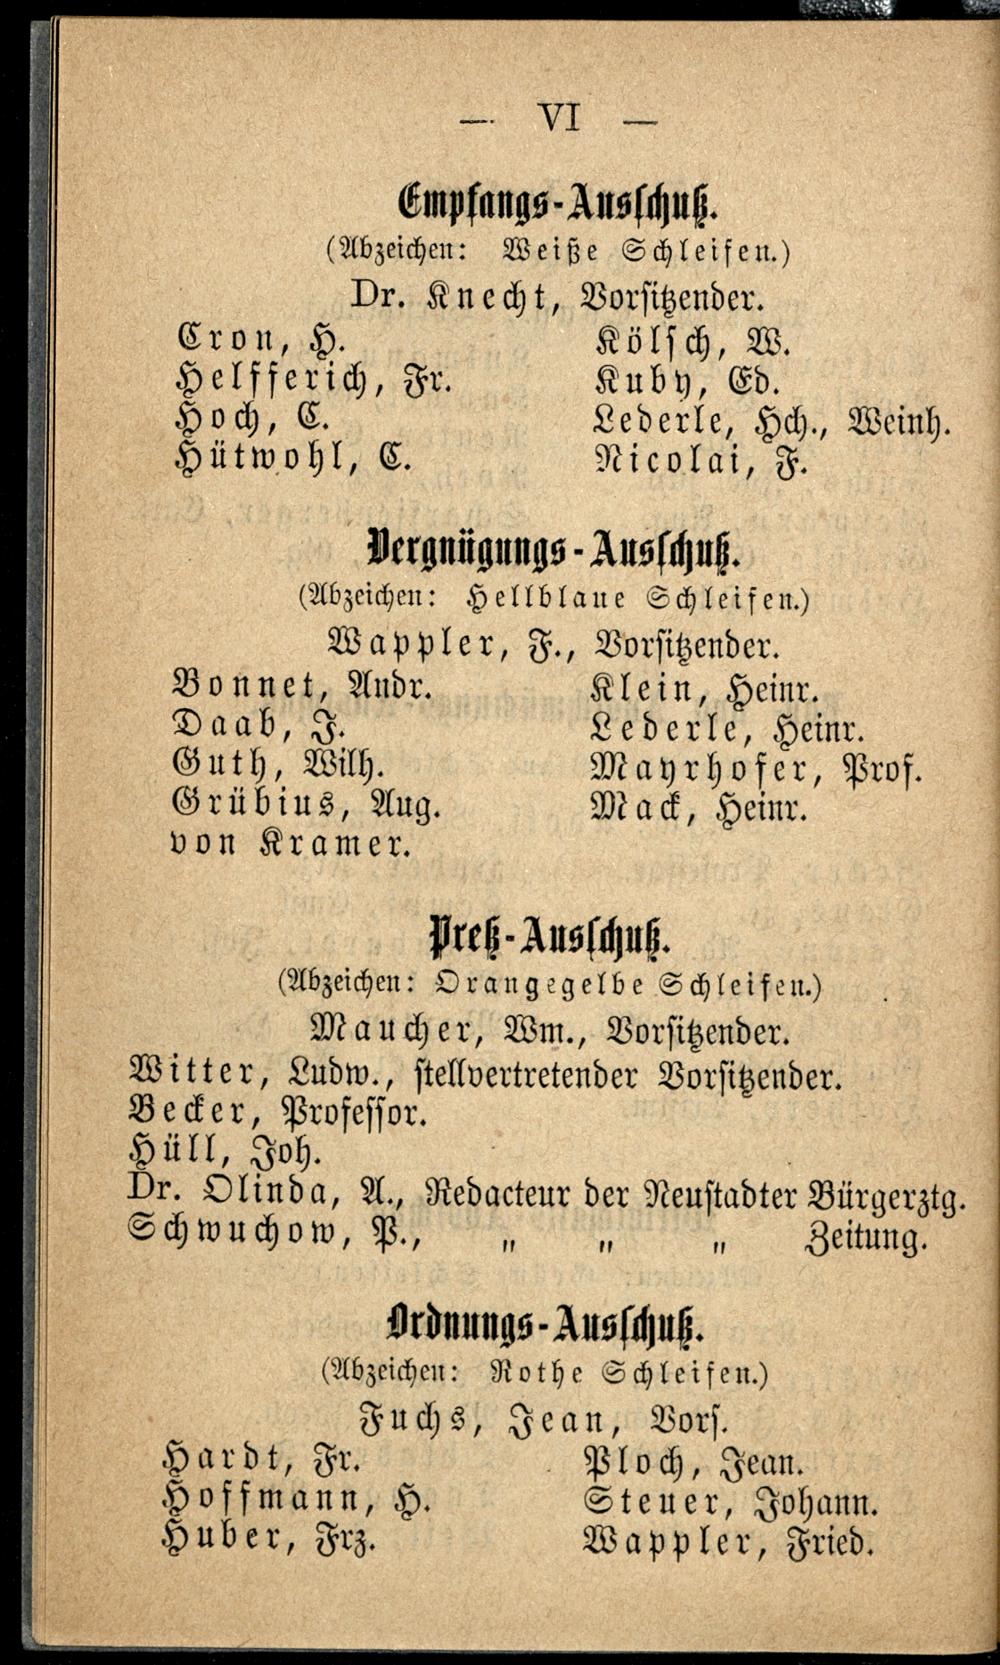 — VI —
Empfangs-Ausschuß.
(Abzeichen: Weiße Schleifen.)
Dr. Knecht, Vorsitzender.
Cron, H.
Helfferich, Fr.
Hoch, C.
Hütwohl, C.
Kölsch, W.
Kuby, Ed.
Lederle, Hch., Weinh.
Nicolai, F.
Vergnügungs-Ausschuß.
(Abzeichen: Hellblaue Schleifen.)
Wappler, F., Vorsitzender.
Bonnet, Andr.
Daab, J.
Guth, Wilh.
Grübius, Aug.
von Kramer.
Klein, Heinr.
Lederle, Heinr.
Mayrhofer, Prof.
Mack, Heinr.
Preß-Ausschuß.
(Abzeichen: Orangegelbe Schleifen.)
Maucher, Wm., Vorsitzender.
Witter, Ludw., stellvertretender Vorsitzender.
Becker, Professor.
Hüll, Joh.
Dr. Olinda, A., Redacteur der Neustadter Bürgerztg.
Schwuchow, P., " " " Zeitung.
Ordnungs-Ausschuß.
(Abzeichen: Rothe Schleifen.)
Fuchs, Jean, Vors.
Hardt, Fr.
Hoffmann, H.
Huber, Frz.
Ploch, Jean.
Steuer, Johann.
Wappler, Fried.